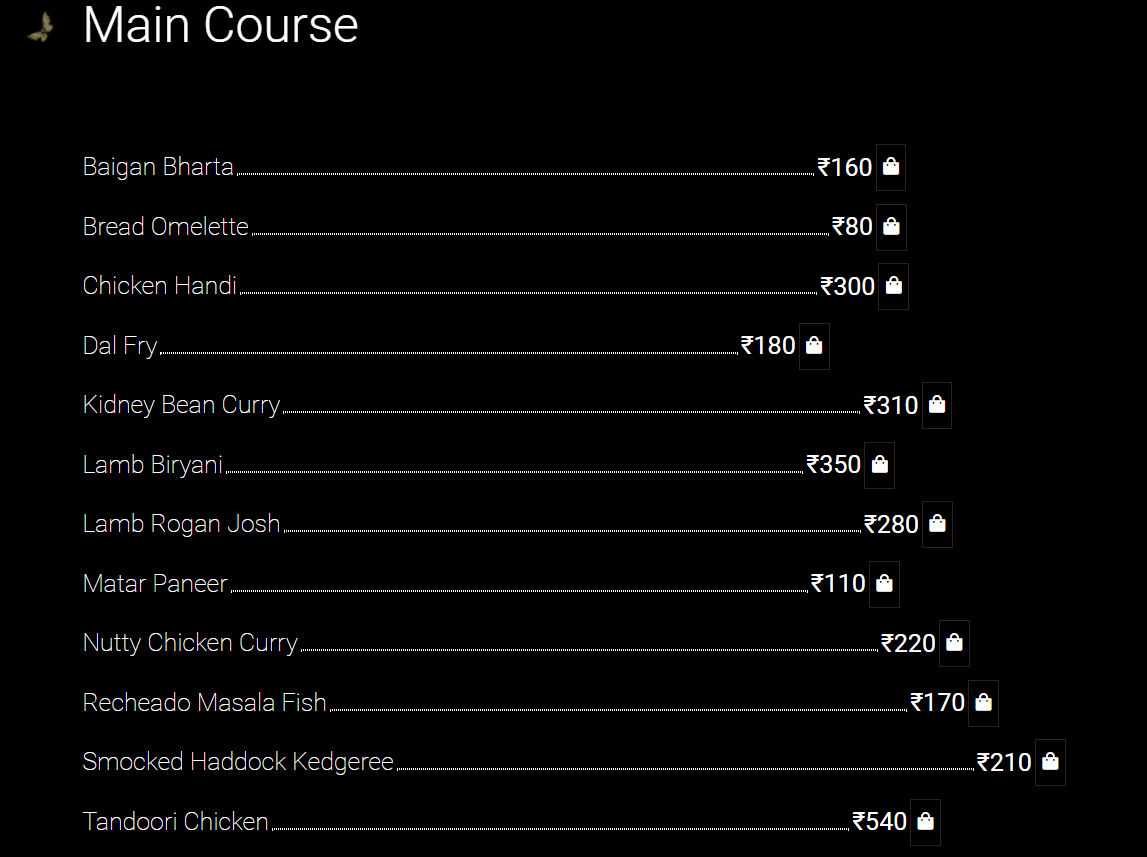 Main Course
Baigan Bharta ₹160
Bread Omelette ₹80
Chicken Handi ₹300
Dal Fry ₹180
Kidney Bean Curry ₹310
Lamb Biryani ₹350
Lamb Rogan Josh ₹280
Matar Paneer ₹110
Nutty Chicken Curry ₹220
Recheado Masala Fish ₹170
Smocked Haddock Kedgeree ₹210
Tandoori Chicken ₹540